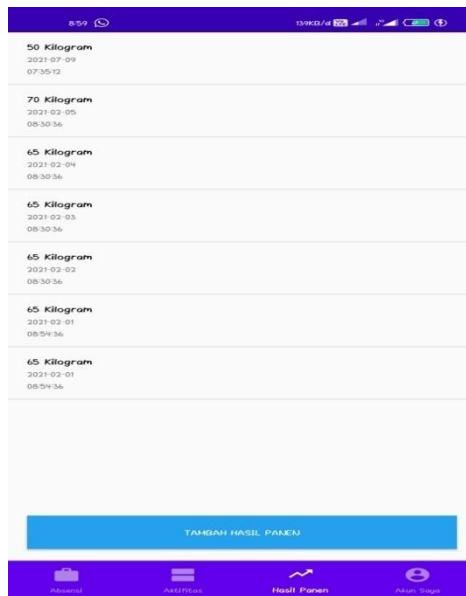 8:59
139KB/d
50 Kilogram
2021-07-09
07:35:12
70 Kilogram
2021-02-05
08:30:36
65 Kilogram
2021-02-04
08:30:36
65 Kilogram
2021-02-03
08:30:36
65 Kilogram
2021-02-02
08:30:36
65 Kilogram
2021-02-01
08:54:36
65 Kilogram
2021-02-01
08:54:36
TAMBAH HASIL PANEN
Absensi Aktifitas Hasil Panen Akun Saya